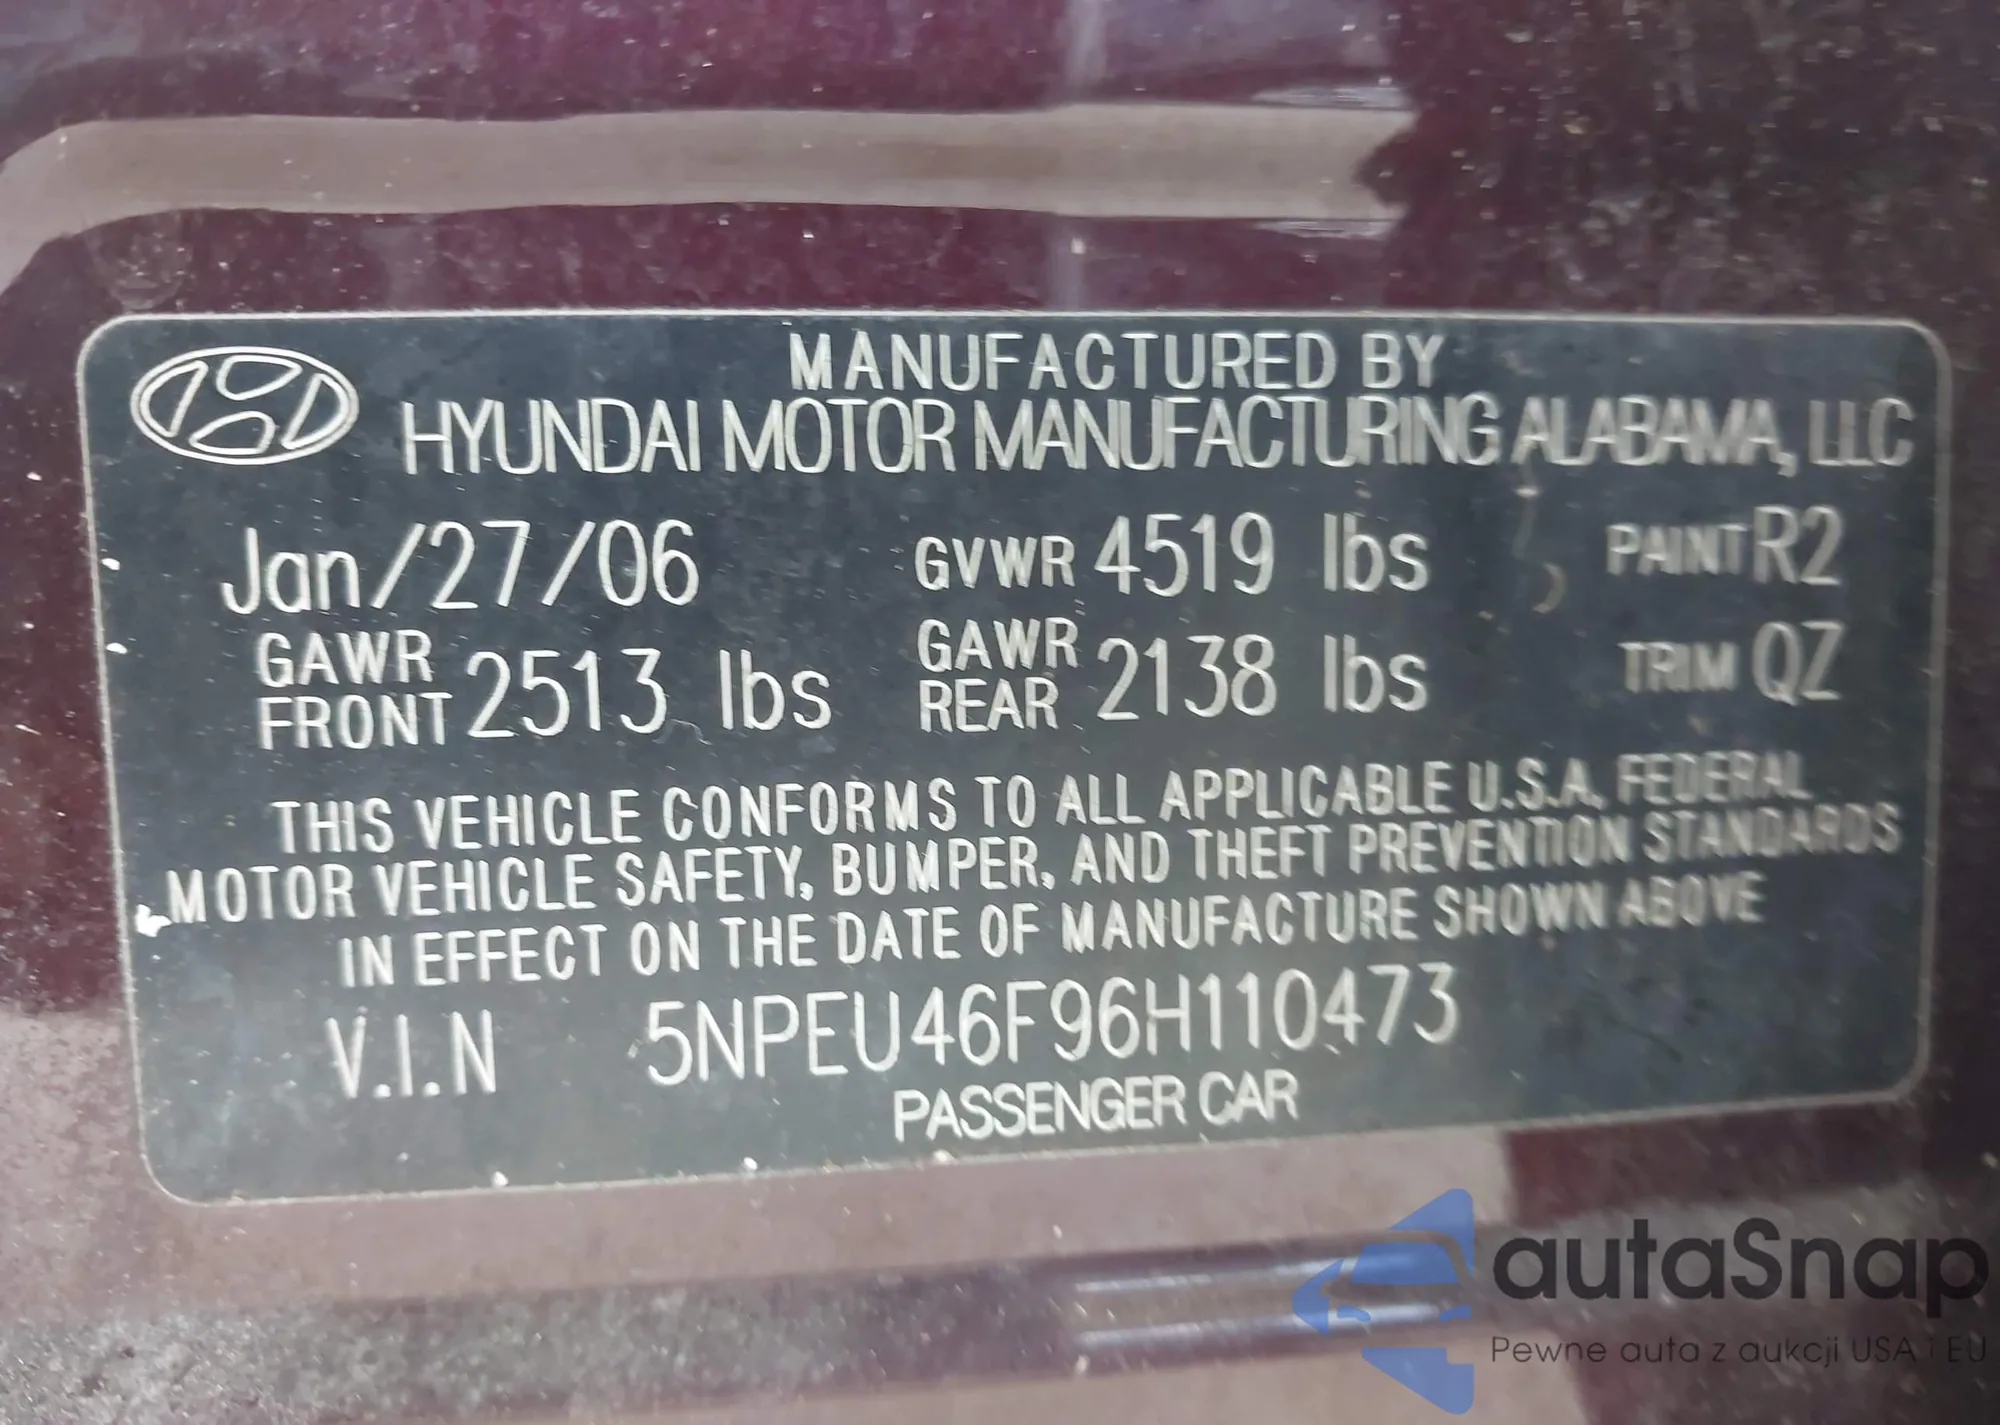 MANUFACTURED BY
HYUNDAI MOTOR MANUFACTURING ALABAMA, LLC
Jan/27/06 GVWR 4519 lbs PAINT R2
GAWR FRONT 2513 lbs GAWR REAR 2138 lbs TRIM QZ
THIS VEHICLE CONFORMS TO ALL APPLICABLE U.S.A. FEDERAL
MOTOR VEHICLE SAFETY, BUMPER, AND THEFT PREVENTION STANDARDS
IN EFFECT ON THE DATE OF MANUFACTURE SHOWN ABOVE
V.I.N 5NPEU46F96H110473
PASSENGER CAR
autaSnap
Pewne auta z aukcji USA i EU